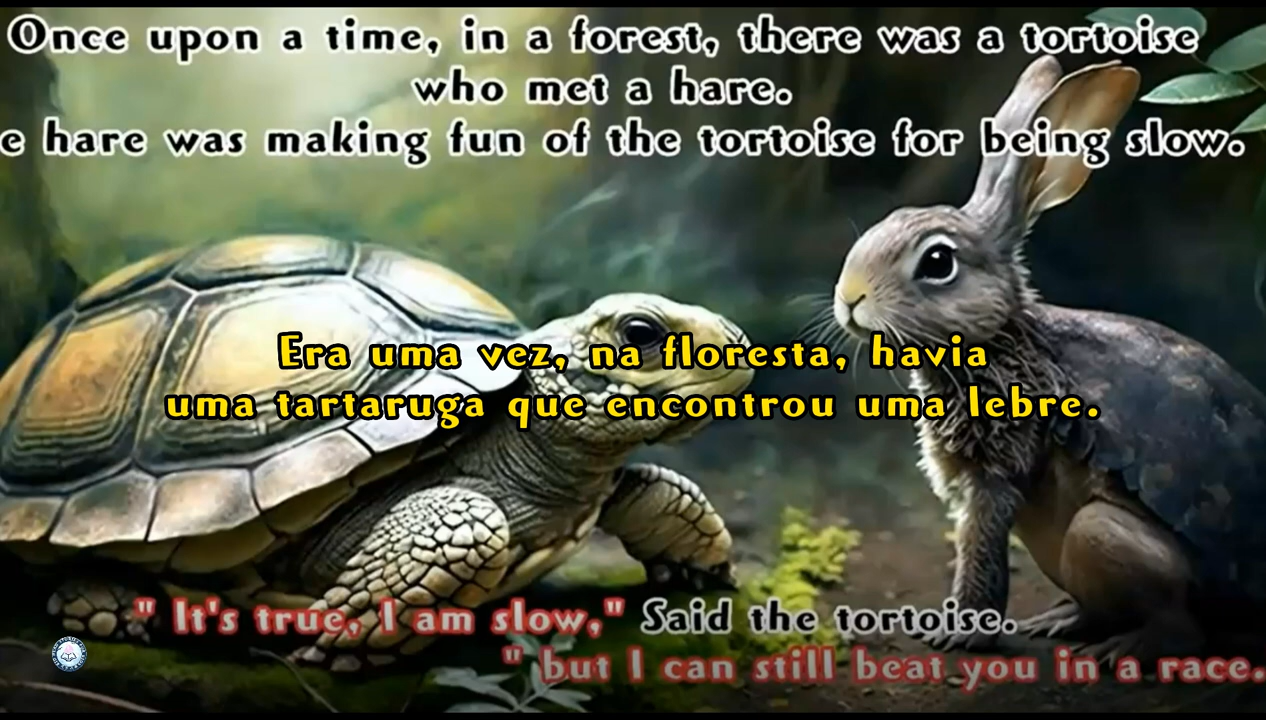 Once upon a time, in a forest, there was a tortoise
who met a hare.
e hare was making fun of the tortoise for being slow.
Era uma vez, na floresta, havia
uma tartaruga que encontrou uma lebre.
" It's true, I am slow," Said the tortoise.
" but I can still beat you in a race.